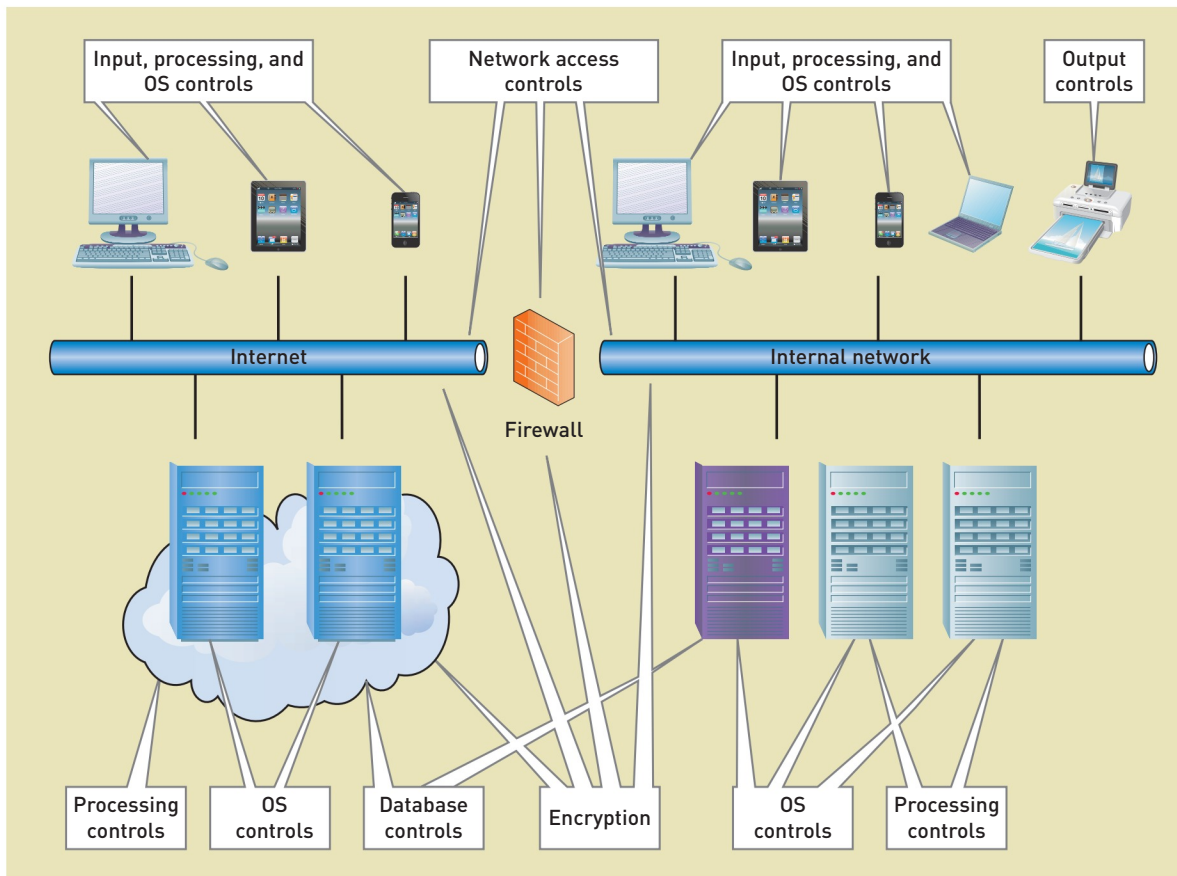 Input, processing, and
OS controls
Network access
controls
Input, processing, and
OS controls
Output
controls
Internet
Internal network
Firewall
Processing
controls
OS
controls
Database
controls
Encryption
OS
controls
Processing
controls